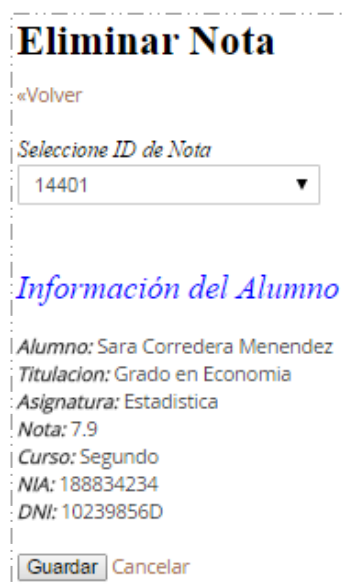 Eliminar Nota
«Volver
Seleccione ID de Nota
14401
Información del Alumno
Alumno: Sara Corredera Menendez
Titulacion: Grado en Economia
Asignatura: Estadistica
Nota: 7.9
Curso: Segundo
NIA: 188834234
DNI: 10239856D
Guardar Cancelar